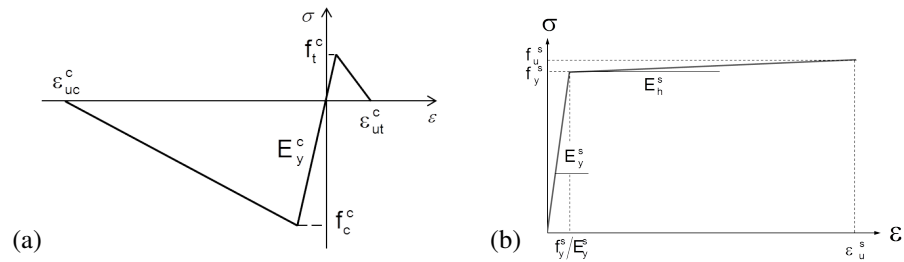 σ
f_t^c
ε_uc^c
ε
ε_ut^c
E_y^c
f_c^c
(a)
σ
f_u^s
f_y^s
E_h^s
E_y^s
f_y^s/E_y^s
ε_u^s
ε
(b)